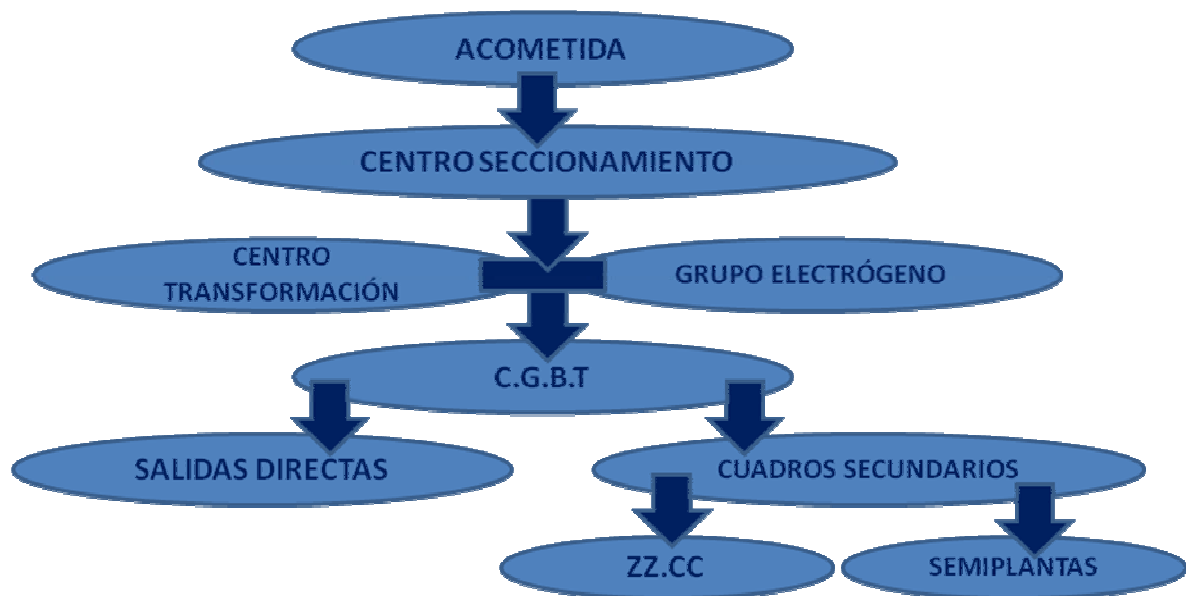 ACOMETIDA
CENTRO SECCIONAMIENTO
CENTRO
TRANSFORMACIÓN
GRUPO ELECTRÓGENO
C.G.B.T
SALIDAS DIRECTAS
CUADROS SECUNDARIOS
ZZ.CC
SEMIPLANTAS